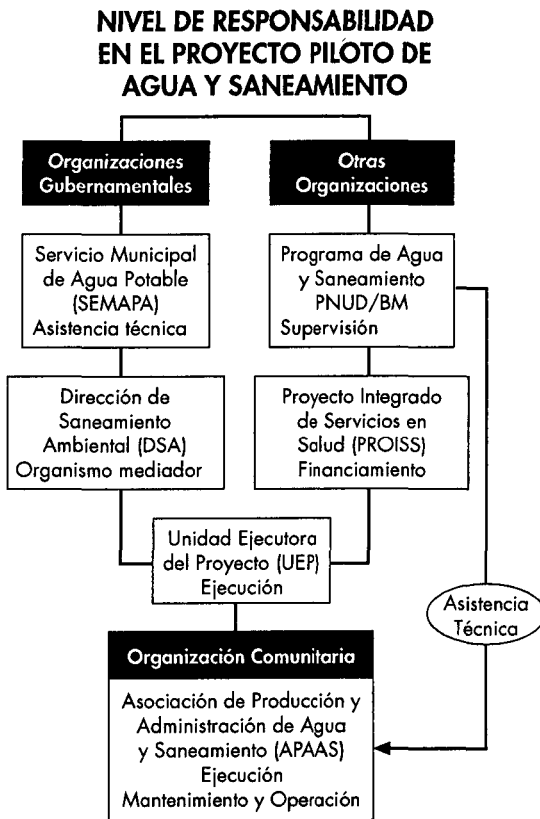 NIVEL DE RESPONSABILIDAD
EN EL PROYECTO PILOTO DE
AGUA Y SANEAMIENTO
Organizaciones
Gubernamentales
Otras
Organizaciones
Servicio Municipal
de Agua Potable
(SEMAPA)
Asistencia técnica
Programa de Agua
y Saneamiento
PNUD/BM
Supervisión
Dirección de
Saneamiento
Ambiental (DSA)
Organismo mediador
Proyecto Integrado
de Servicios en
Salud (PROISS)
Financiamiento
Unidad Ejecutora
del Proyecto (UEP)
Ejecución
Asistencia
Técnica
Organización Comunitaria
Asociación de Producción y
Administración de Agua
y Saneamiento (APAAS)
Ejecución
Mantenimiento y Operación